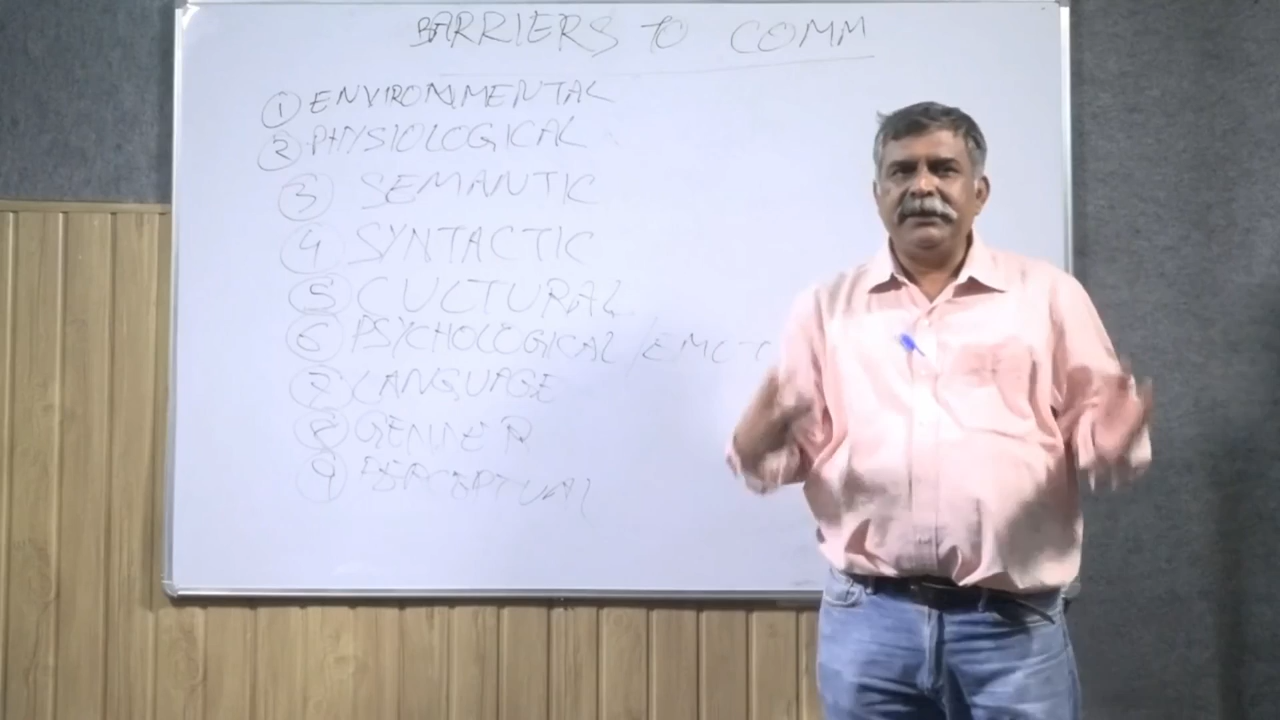 BARRIERS TO COMM
① ENVIRONMENTAL
② PHYSIOLOGICAL
③ SEMANTIC
④ SYNTACTIC
⑤ CULTURAL
⑥ PSYCHOLOGICAL /EMOT
⑦ LANGUAGE
⑧ GENDER
⑨ PERCEPTUAL